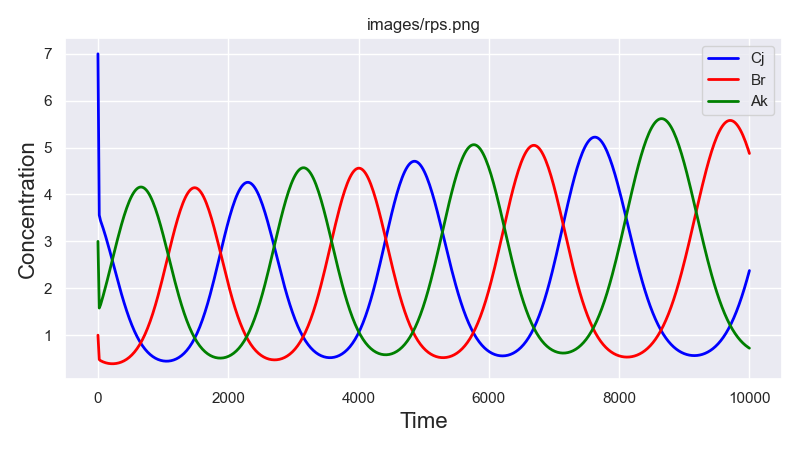 images/rps.png
Concentration
7
6
5
4
3
2
1
Cj
Br
Ak
0 2000 4000 6000 8000 10000
Time